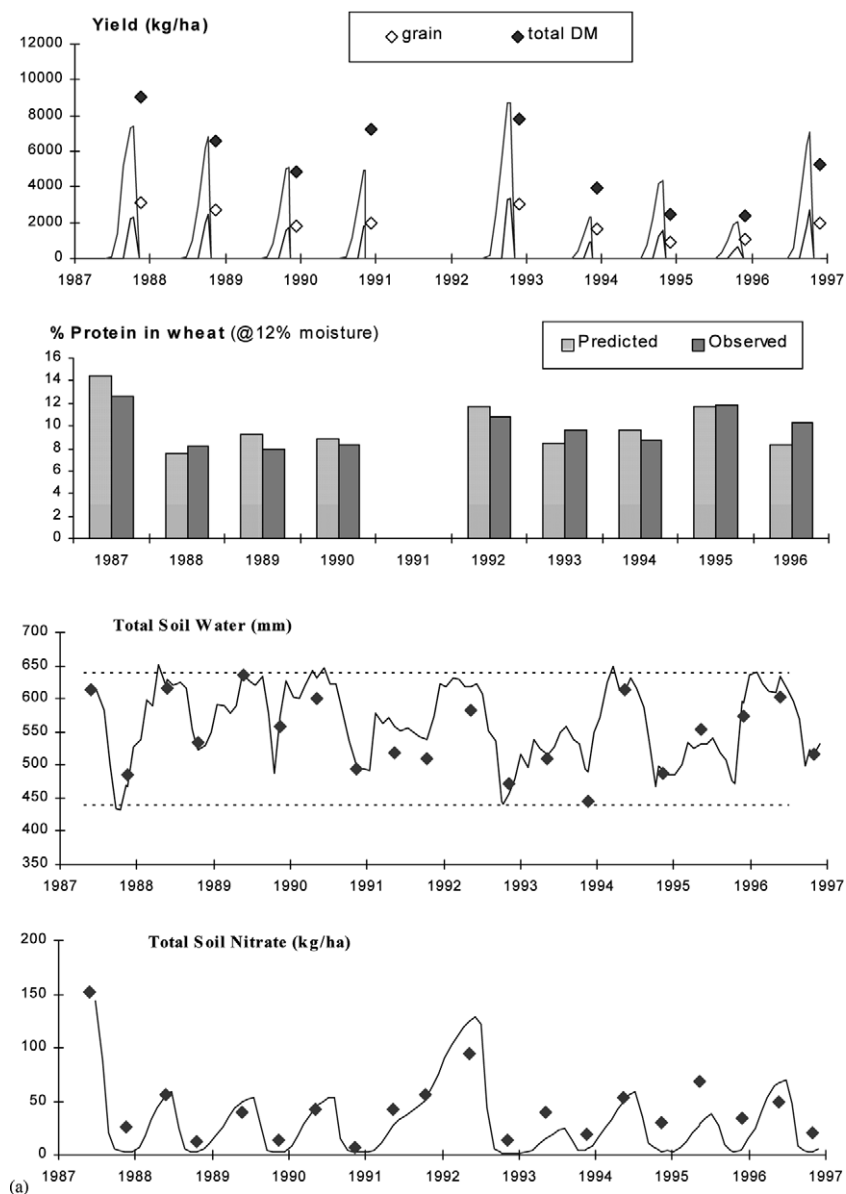 Yield (kg/ha)
grain total DM
12000
10000
8000
6000
4000
2000
0
1987 1988 1989 1990 1991 1992 1993 1994 1995 1996 1997
% Protein in wheat (@12% moisture)
Predicted Observed
16
14
12
10
8
6
4
2
0
1987 1988 1989 1990 1991 1992 1993 1994 1995 1996
Total Soil Water (mm)
700
650
600
550
500
450
400
350
1987 1988 1989 1990 1991 1992 1993 1994 1995 1996 1997
Total Soil Nitrate (kg/ha)
200
150
100
50
0
1987 1988 1989 1990 1991 1992 1993 1994 1995 1996 1997
(a)